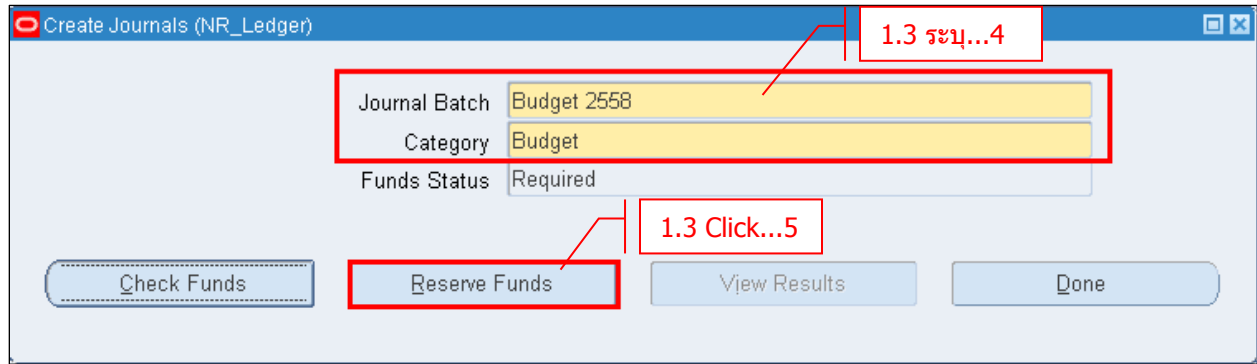 Create Journals (NR_Ledger)
1.3 ระบุ...4
Journal Batch Budget 2558
Category Budget
Funds Status Required
1.3 Click...5
Check Funds Reserve Funds View Results Done